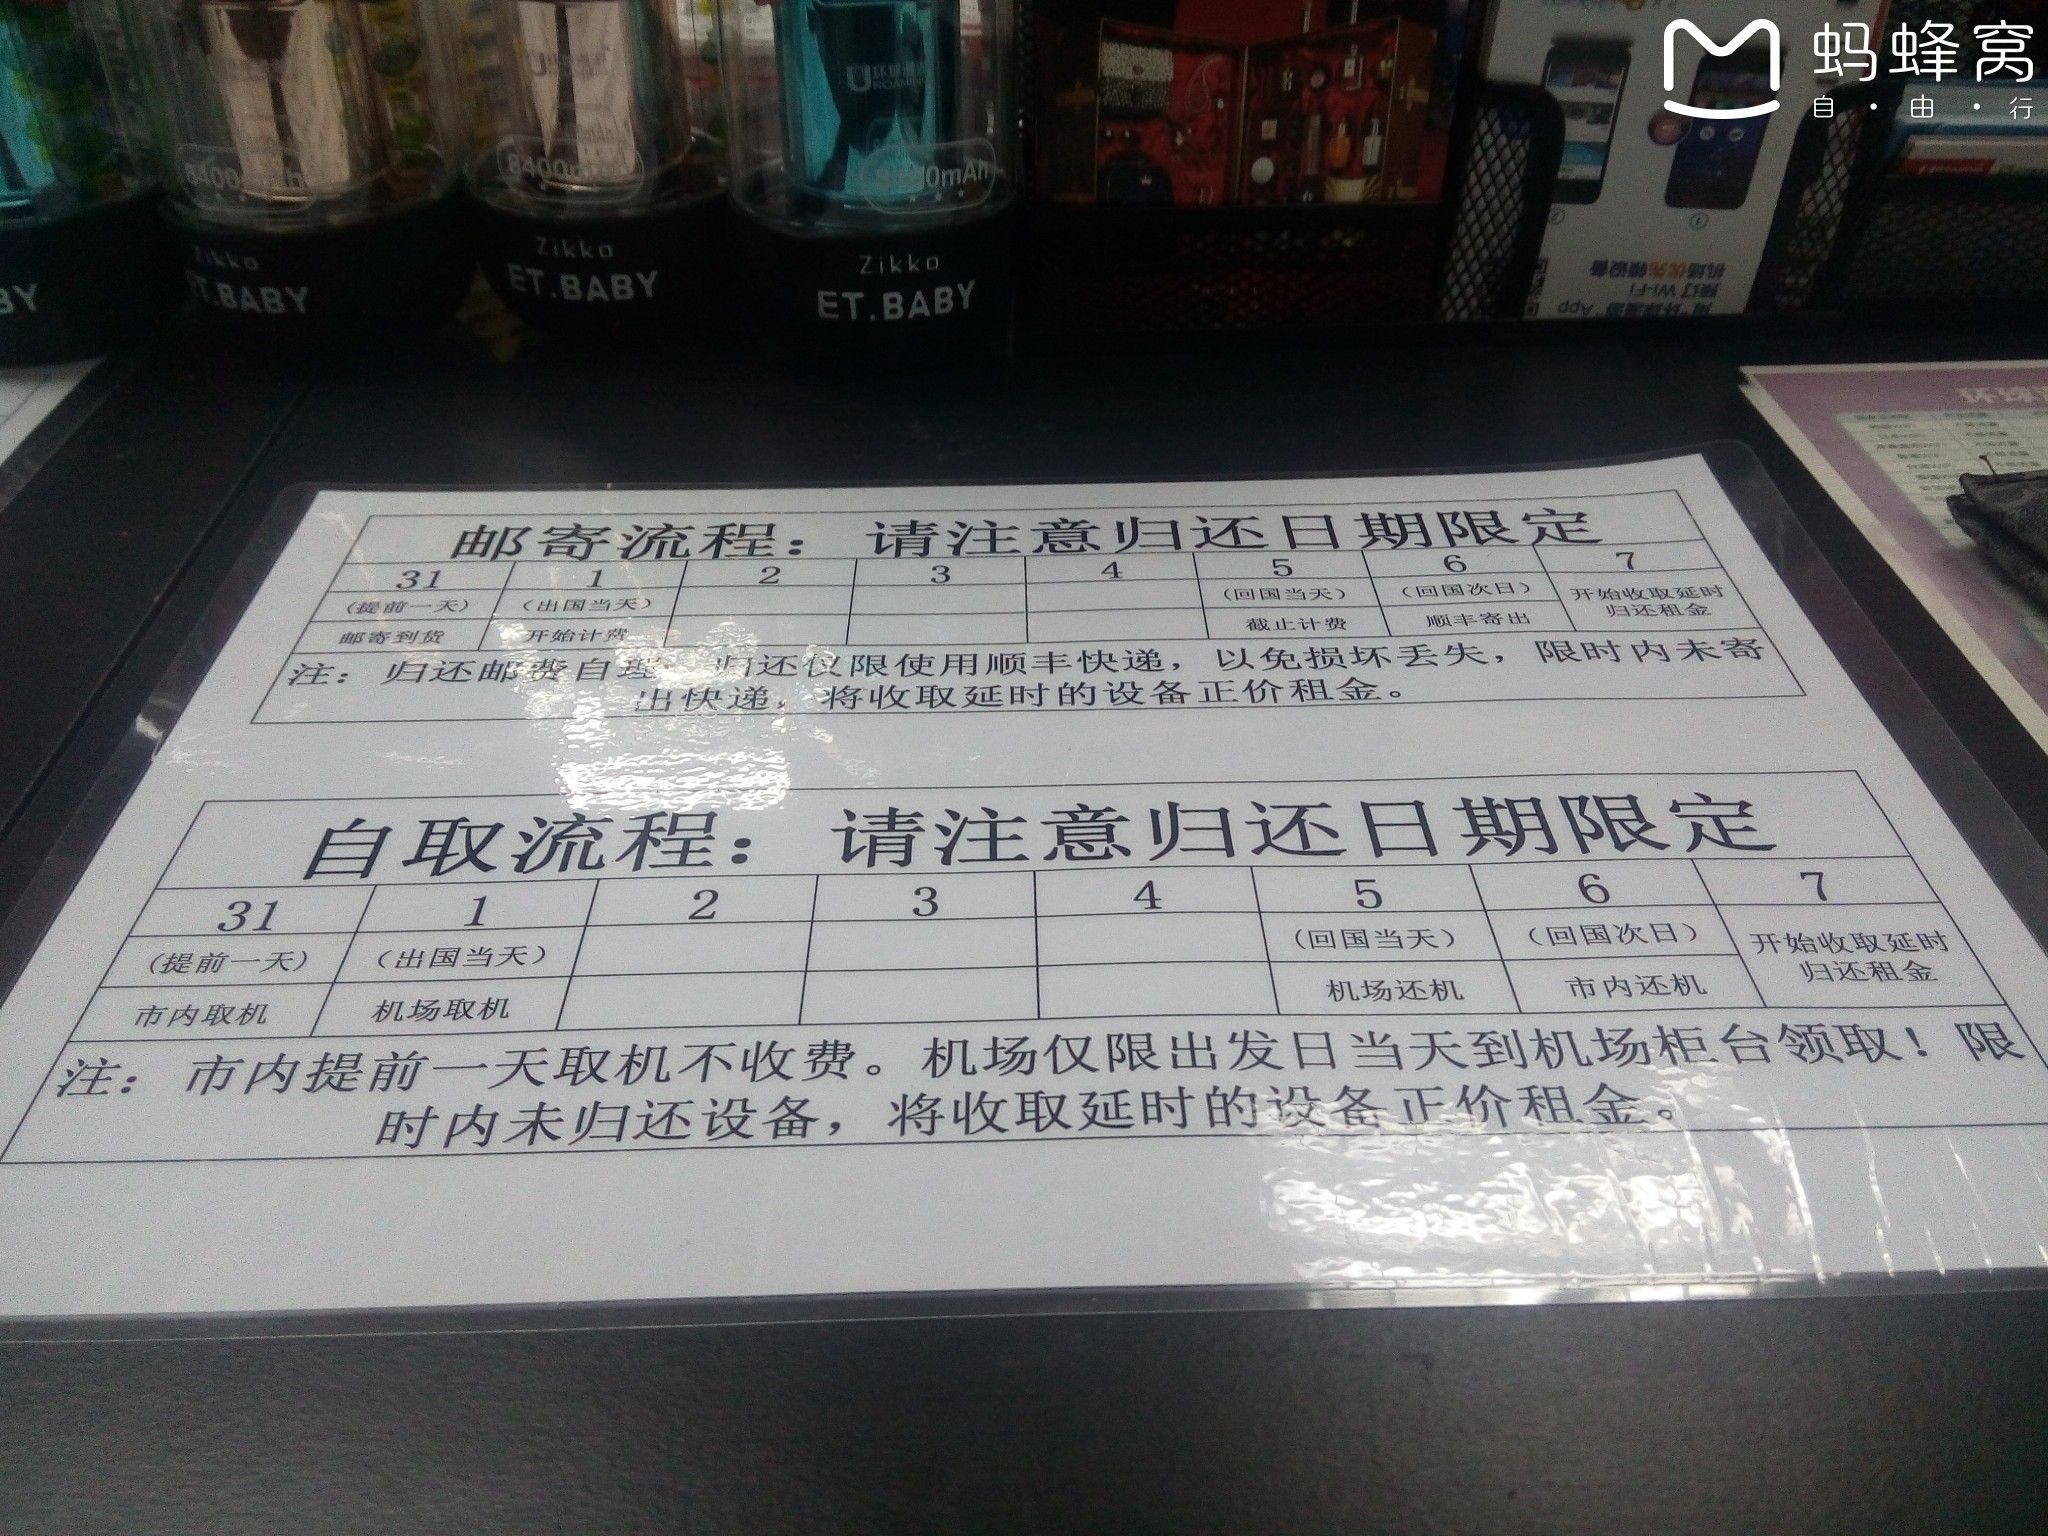 蚂蜂窝
自·由·行
8400mAh
Zikko
ET.BABY
8400mAh
Zikko
ET.BABY
8400mAh
Zikko
ET.BABY
邮寄流程：请注意归还日期限定
31 1 2 3 4 5 6 7
(提前一天) (出国当天) (回国当天) (回国次日) 开始收取延时归还租金
邮寄到货 开始计费 截止计费 顺丰寄出
注：归还邮费自理 归还仅限使用顺丰快递，以免损坏丢失，限时内未寄
出快递，将收取延时的设备正价租金。
自取流程：请注意归还日期限定
31 1 2 3 4 5 6 7
(提前一天) (出国当天) (回国当天) (回国次日) 开始收取延时归还租金
市内取机 机场取机 机场还机 市内还机
注：市内提前一天取机不收费。机场仅限出发日当天到机场柜台领取！限
时内未归还设备，将收取延时的设备正价租金。